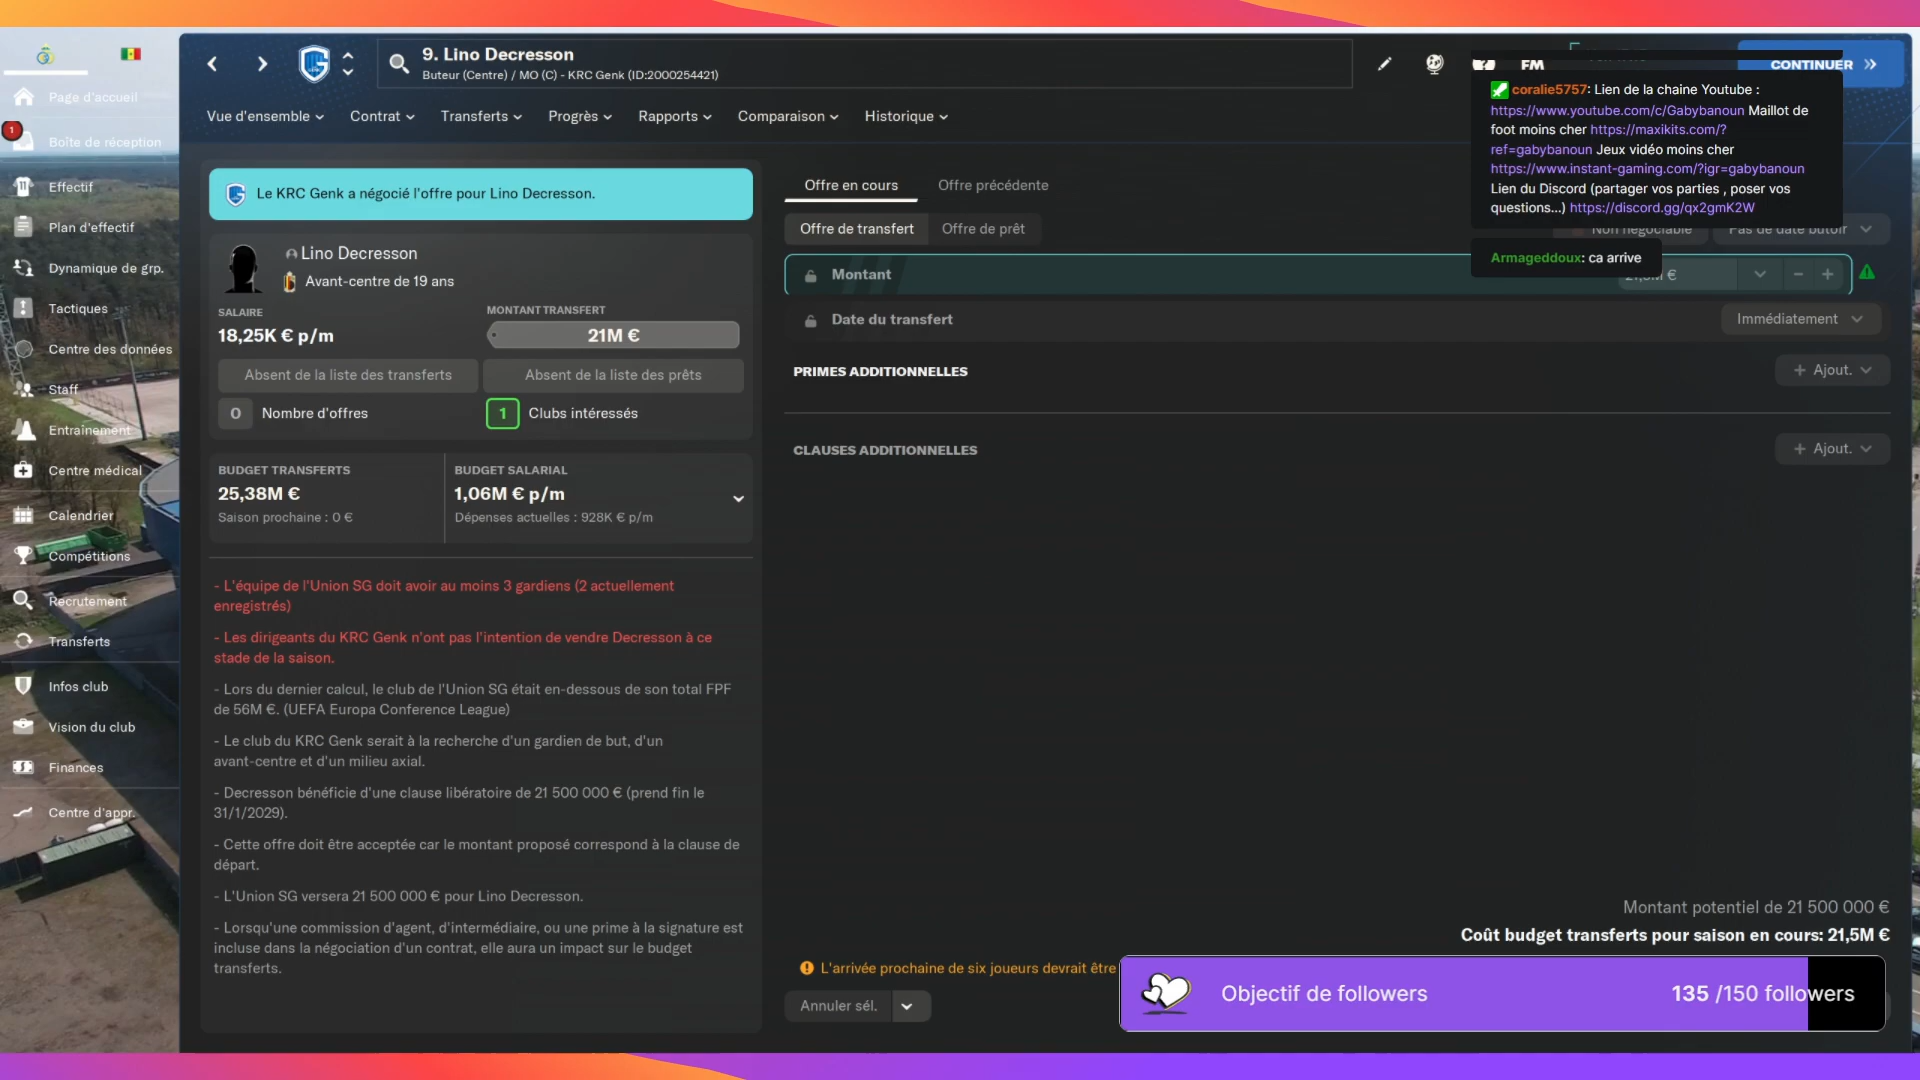 9. Lino Decresson
Buteur (Centre) / MO (C) - KRC Genk (ID:2000254421)
FM
CONTINUER
Vue d'ensemble
Contrat
Transferts
Progrès
Rapports
Comparaison
Historique
coralie5757: Lien de la chaine Youtube :
https://www.youtube.com/c/Gabybanoun Maillot de
foot moins cher https://maxikits.com/?
ref=gabybanoun Jeux vidéo moins cher
https://www.instant-gaming.com/?igr=gabybanoun
Lien du Discord (partager vos parties , poser vos
questions...) https://discord.gg/qx2gmK2W
Armageddoux: ca arrive
Page d'accueil
1
Boîte de réception
Effectif
Plan d'effectif
Dynamique de grp.
Tactiques
Centre des données
Staff
Entraînement
Centre médical
Calendrier
Compétitions
Recrutement
Transferts
Infos club
Vision du club
Finances
Centre d'appr.
Le KRC Genk a négocié l'offre pour Lino Decresson.
Lino Decresson
Avant-centre de 19 ans
SALAIRE
18,25K € p/m
MONTANT TRANSFERT
21M €
Absent de la liste des transferts
Absent de la liste des prêts
0 Nombre d'offres
1 Clubs intéressés
BUDGET TRANSFERTS
25,38M €
Saison prochaine : 0 €
BUDGET SALARIAL
1,06M € p/m
Dépenses actuelles : 928K € p/m
- L'équipe de l'Union SG doit avoir au moins 3 gardiens (2 actuellement
enregistrés)
- Les dirigeants du KRC Genk n'ont pas l'intention de vendre Decresson à ce
stade de la saison.
- Lors du dernier calcul, le club de l'Union SG était en-dessous de son total FPF
de 56M €. (UEFA Europa Conference League)
- Le club du KRC Genk serait à la recherche d'un gardien de but, d'un
avant-centre et d'un milieu axial.
- Decresson bénéficie d'une clause libératoire de 21 500 000 € (prend fin le
31/1/2029).
- Cette offre doit être acceptée car le montant proposé correspond à la clause de
départ.
- L'Union SG versera 21 500 000 € pour Lino Decresson.
- Lorsqu'une commission d'agent, d'intermédiaire, ou une prime à la signature est
incluse dans la négociation d'un contrat, elle aura un impact sur le budget
transferts.
Offre en cours
Offre précédente
Offre de transfert
Offre de prêt
Non négociable
Pas de date butoir
Montant
21,5M €
Date du transfert
Immédiatement
PRIMES ADDITIONNELLES
+ Ajout.
CLAUSES ADDITIONNELLES
+ Ajout.
Montant potentiel de 21 500 000 €
Coût budget transferts pour saison en cours: 21,5M €
L'arrivée prochaine de six joueurs devrait être
Annuler sél.
Objectif de followers
135 /150 followers